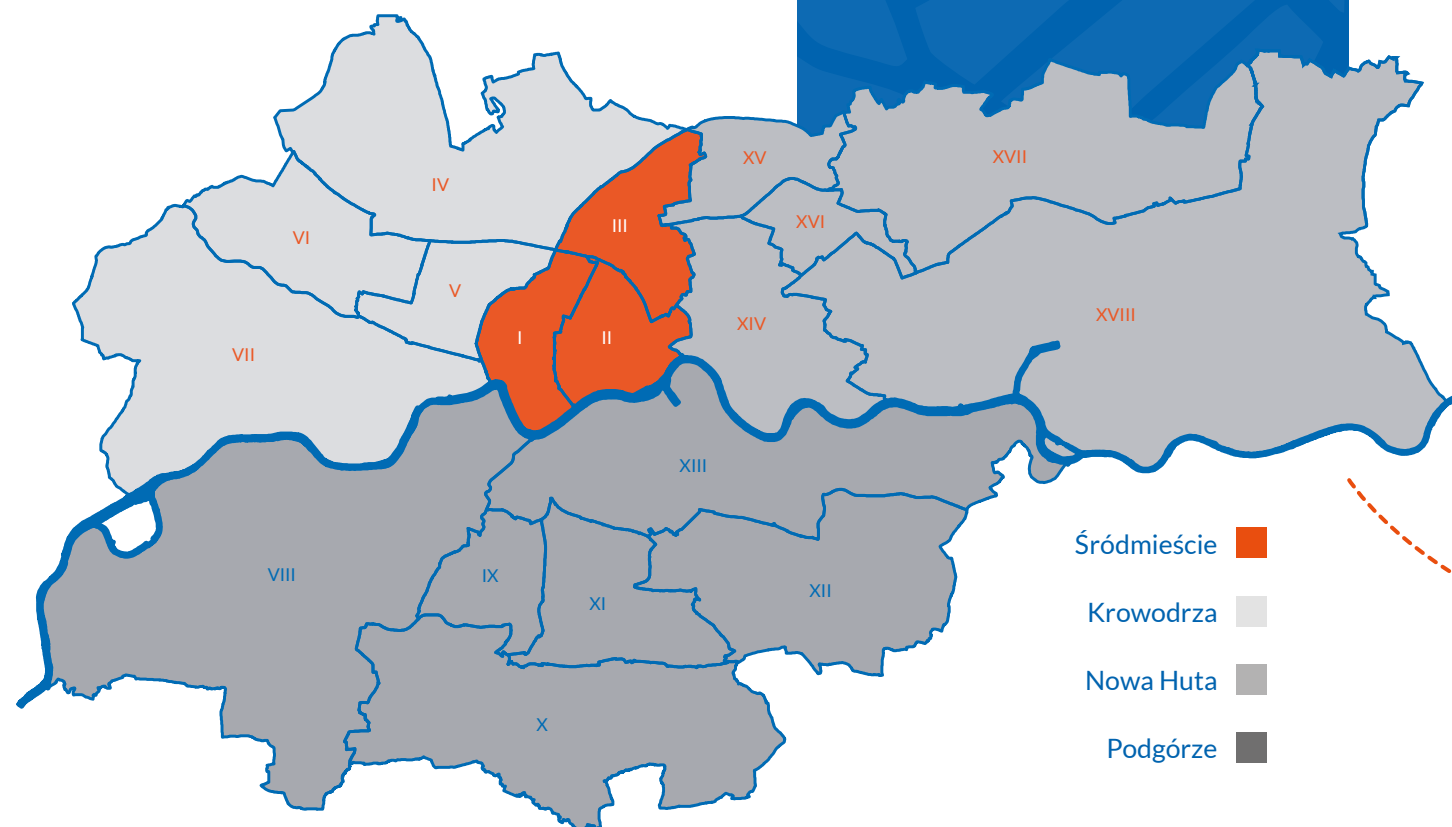 XV
XVII
IV
XVI
III
VI
V
XIV
XVIII
I
II
VII
XIII
VIII
IX
XI
XII
X
Śródmieście
Krowodrza
Nowa Huta
Podgórze